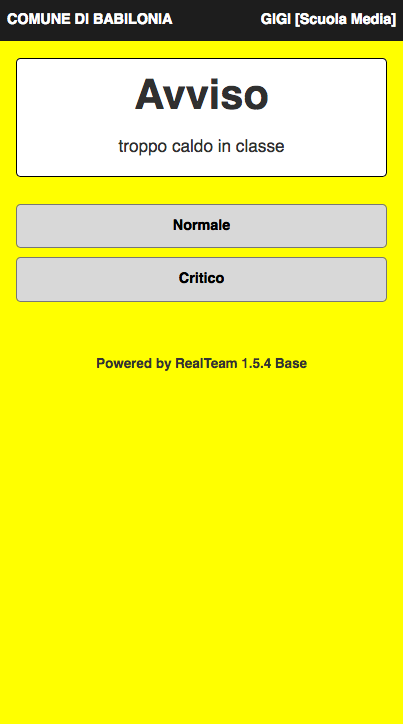 COMUNE DI BABILONIA GIGI [Scuola Media]
Avviso
troppo caldo in classe
Normale
Critico
Powered by RealTeam 1.5.4 Base